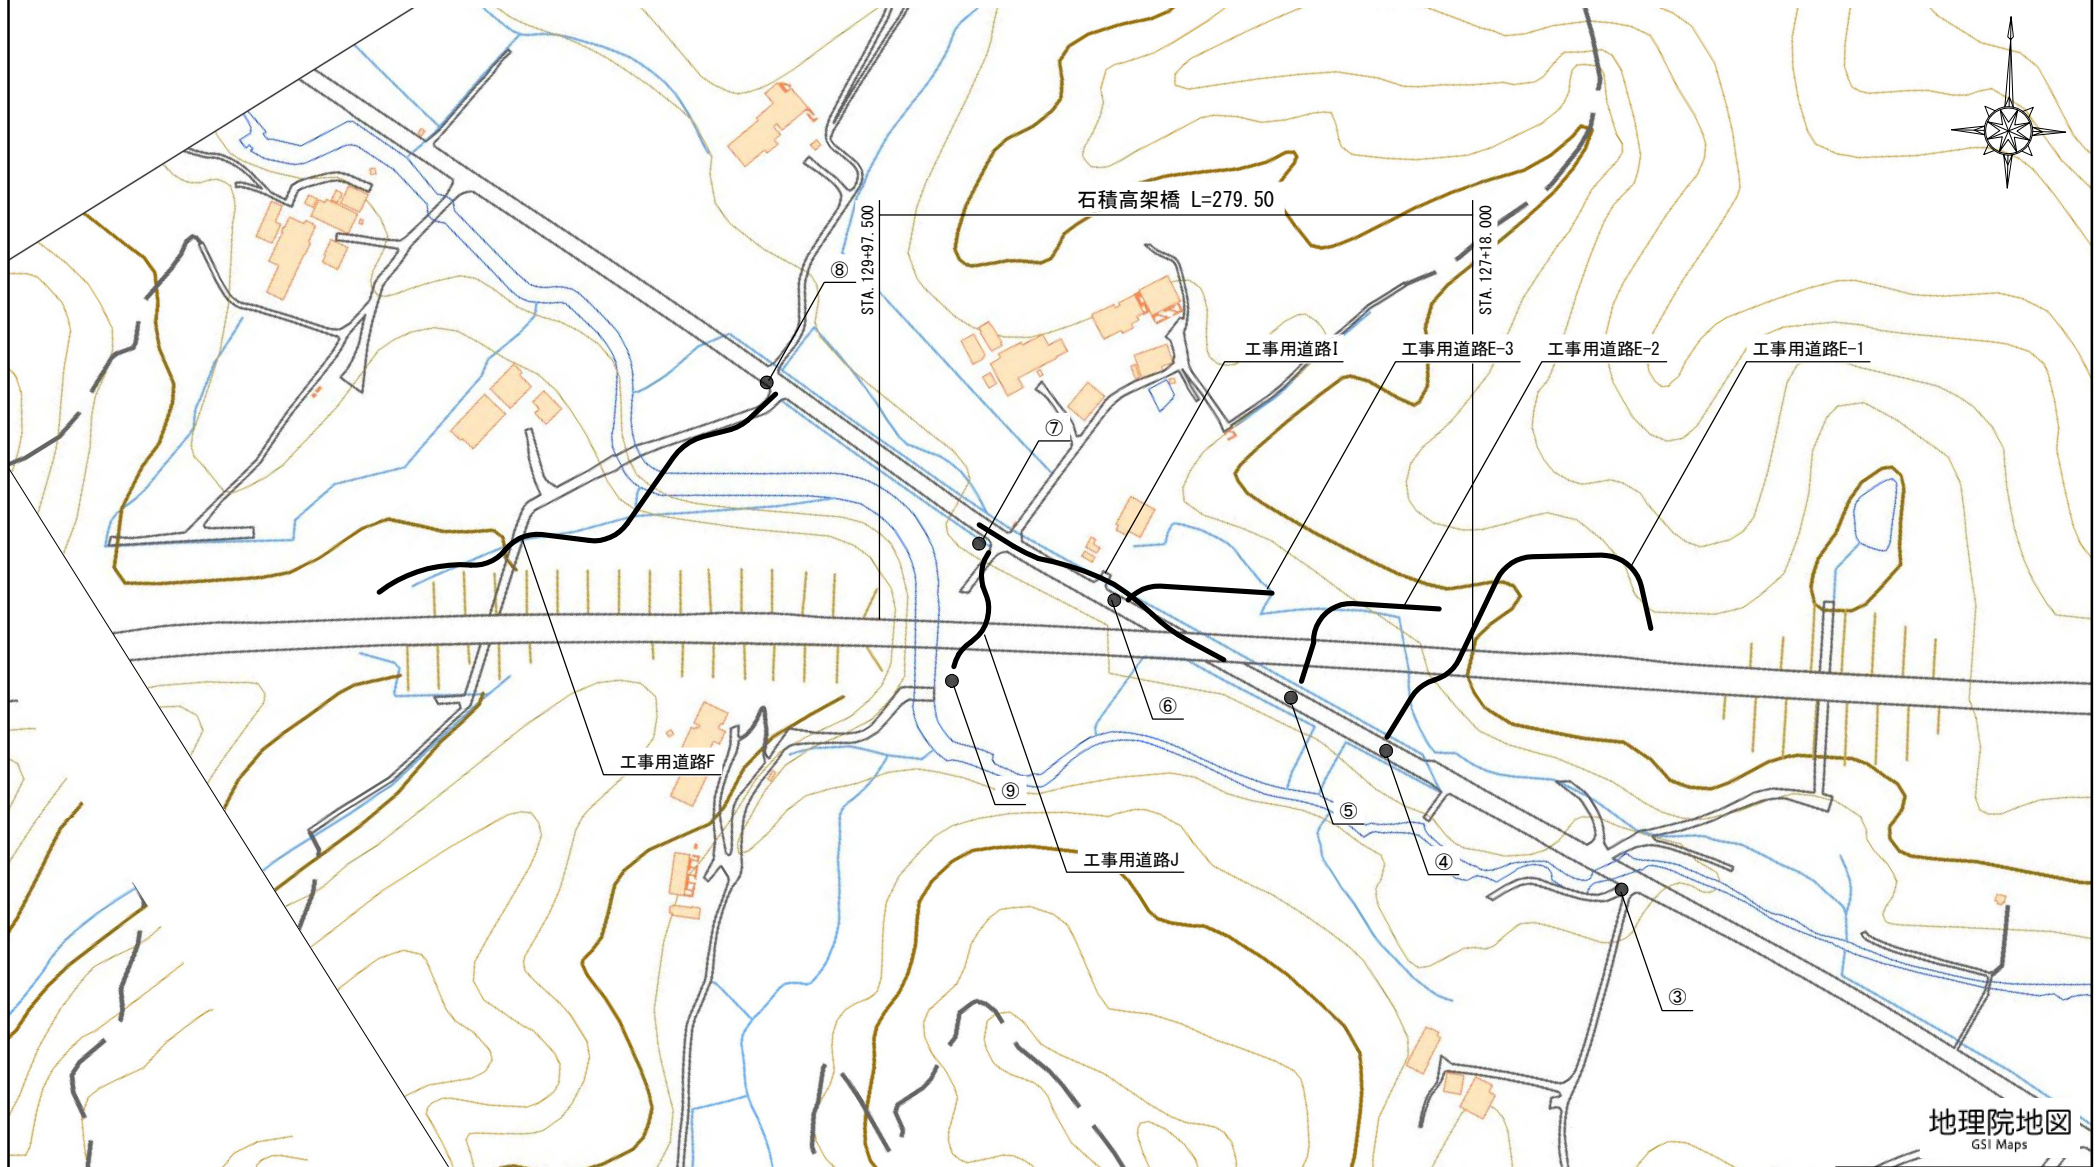 石積高架橋 L=279.50
STA.129+97.500
STA.127+18.000
⑧
工事用道路I
工事用道路E-3
工事用道路E-2
工事用道路E-1
⑦
⑥
工事用道路F
⑨
⑤
工事用道路J
④
③
地理院地図
GSI Maps